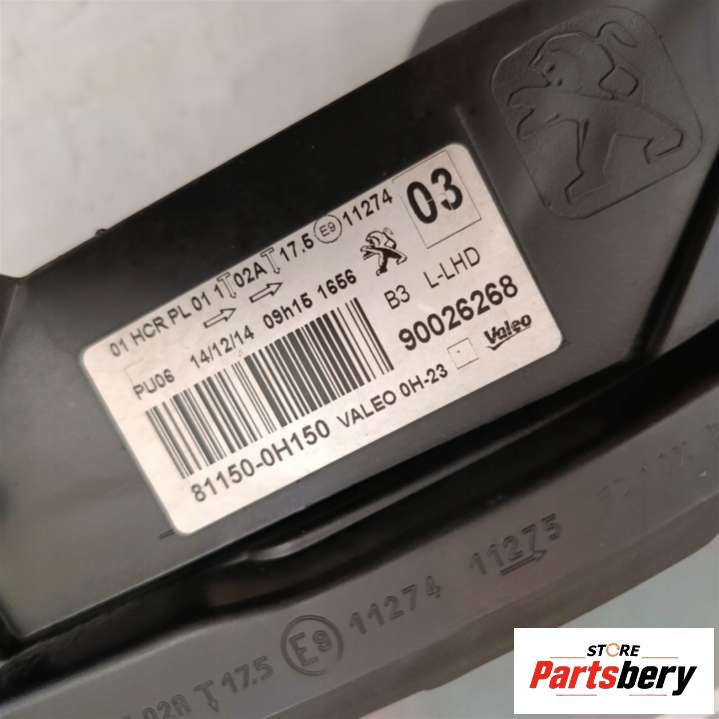 03
01 HCR PL 01 1 02A 17.5 E9 11274
PU06 14/12/14 09h15 1656 B3 L-LHD
90026268
81150-0H150 VALEO 0H-23 Valeo
02R 17.5 E9 11274 11275
STORE
Partsbery